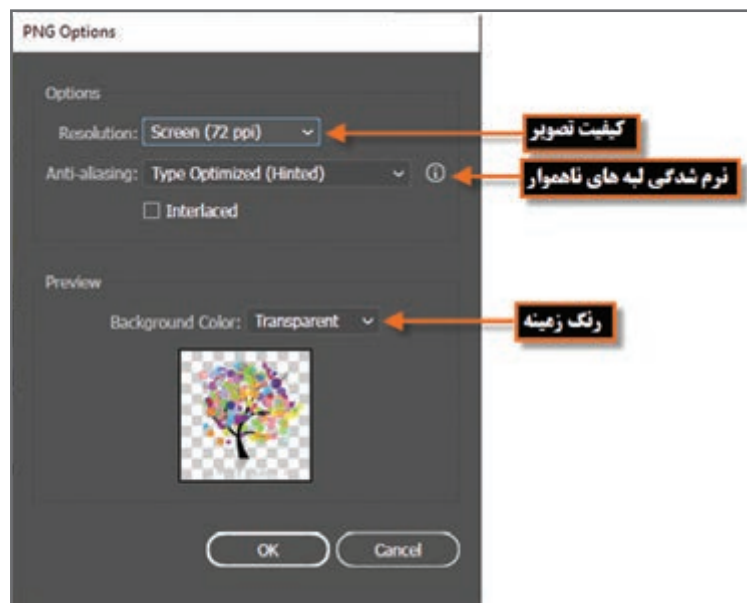 PNG Options
Options
Resolution: Screen (72 ppi)
کیفیت تصویر
Anti-aliasing: Type Optimized (Hinted)
نرم شدگی لبه های ناهموار
Interlaced
Preview
Background Color: Transparent
رنگ زمینه
OK Cancel